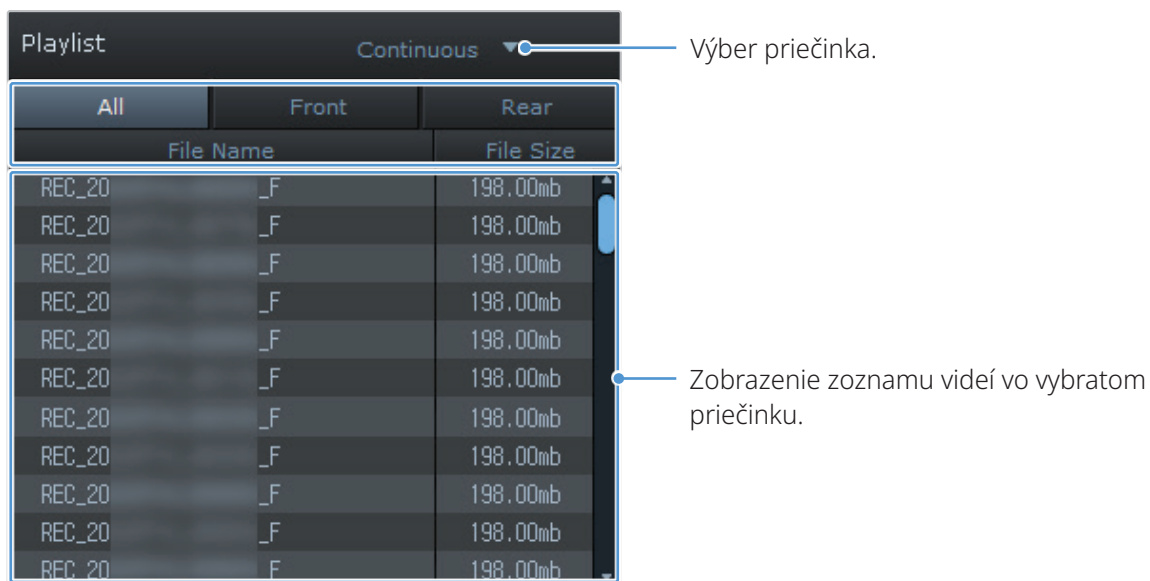 Playlist
Continuous
Výber priečinka.
All Front Rear
File Name File Size
REC_20 _F 198.00mb
REC_20 _F 198.00mb
REC_20 _F 198.00mb
REC_20 _F 198.00mb
REC_20 _F 198.00mb
REC_20 _F 198.00mb
Zobrazenie zoznamu videí vo vybratom
priečinku.
REC_20 _F 198.00mb
REC_20 _F 198.00mb
REC_20 _F 198.00mb
REC_20 _F 198.00mb
REC_20 _F 198.00mb